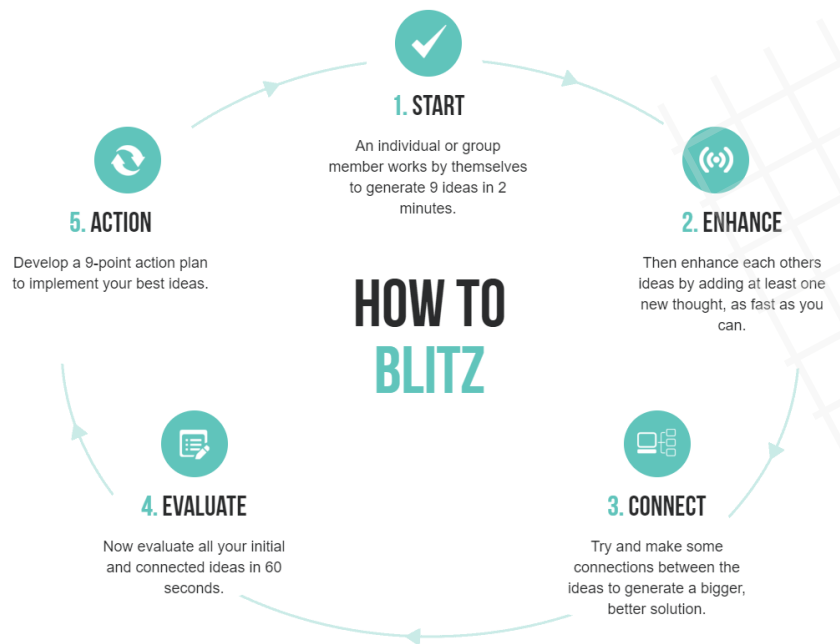 1. START
An individual or group
member works by themselves
to generate 9 ideas in 2
minutes.
2. ENHANCE
Then enhance each others
ideas by adding at least one
new thought, as fast as you
can.
3. CONNECT
Try and make some
connections between the
ideas to generate a bigger,
better solution.
4. EVALUATE
Now evaluate all your initial
and connected ideas in 60
seconds.
5. ACTION
Develop a 9-point action plan
to implement your best ideas.
HOW TO
BLITZ